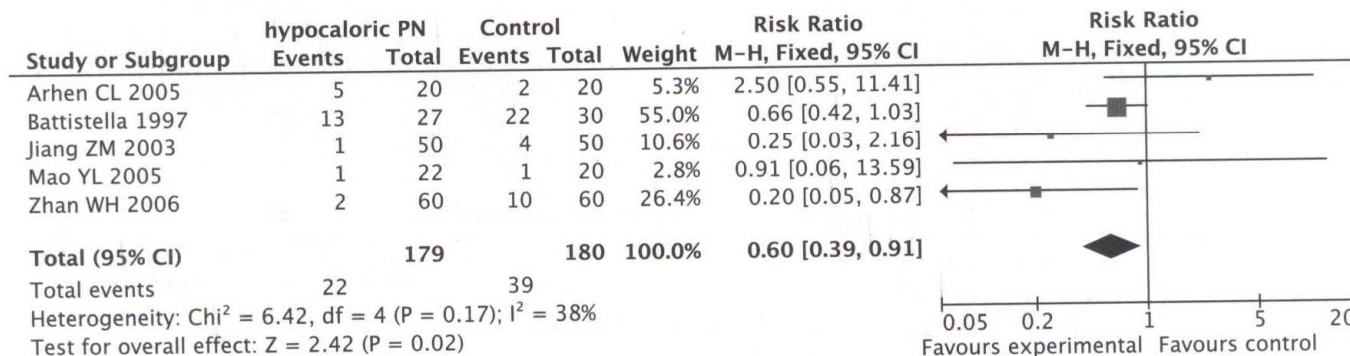 hypocaloric PN Control Risk Ratio Risk Ratio
Study or Subgroup Events Total Events Total Weight M-H, Fixed, 95% CI M-H, Fixed, 95% CI
Arhen CL 2005 5 20 2 20 5.3% 2.50 [0.55, 11.41]
Battistella 1997 13 27 22 30 55.0% 0.66 [0.42, 1.03]
Jiang ZM 2003 1 50 4 50 10.6% 0.25 [0.03, 2.16]
Mao YL 2005 1 22 1 20 2.8% 0.91 [0.06, 13.59]
Zhan WH 2006 2 60 10 60 26.4% 0.20 [0.05, 0.87]
Total (95% CI) 179 180 100.0% 0.60 [0.39, 0.91]
Total events 22 39
Heterogeneity: Chi² = 6.42, df = 4 (P = 0.17); I² = 38%
Test for overall effect: Z = 2.42 (P = 0.02)
0.05 0.2 1 5 20
Favours experimental Favours control